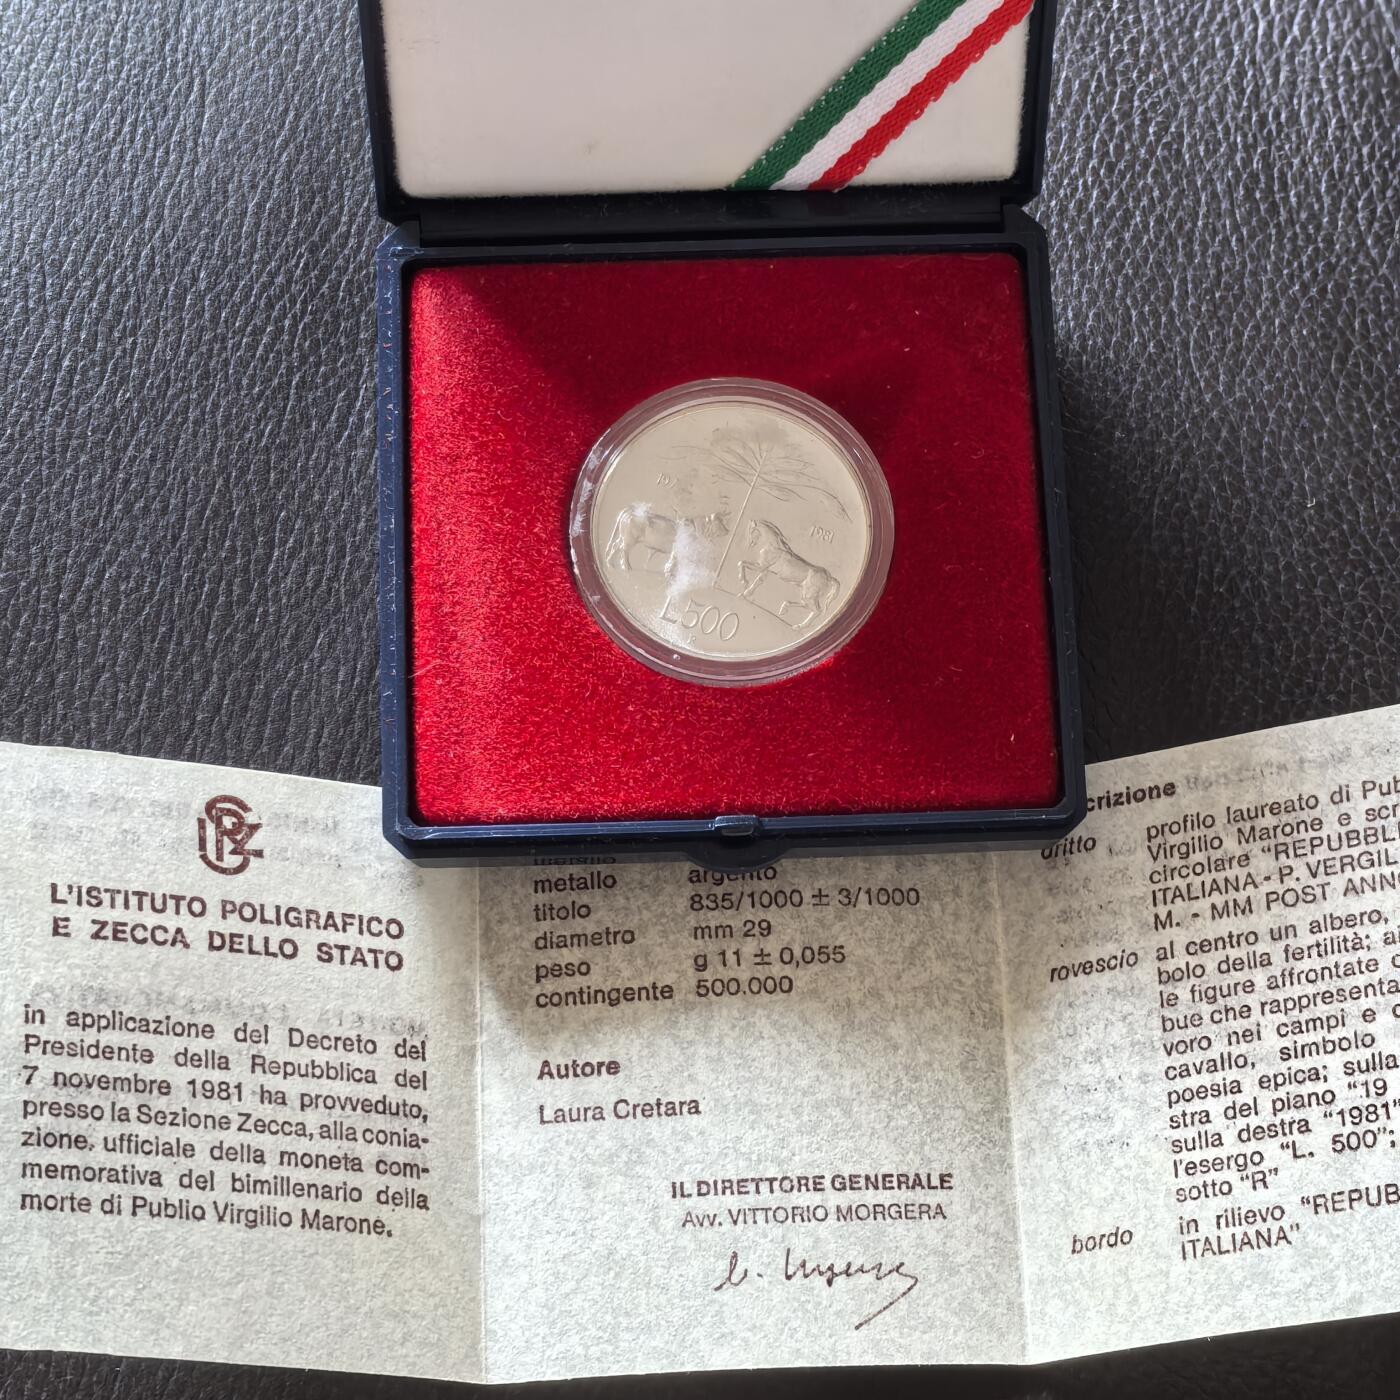 1981
L.500
R
L'ISTITUTO POLIGRAFICO
E ZECCA DELLO STATO
in applicazione del Decreto del
Presidente della Repubblica del
7 novembre 1981 ha provveduto,
presso la Sezione Zecca, alla conia-
zione, ufficiale della moneta com-
memorativa del bimillenario della
morte di Publio Virgilio Marone.
metallo
metallo argento
titolo 835/1000 ± 3/1000
diametro mm 29
peso g 11 ± 0,055
contingente 500.000
Autore
Laura Cretara
IL DIRETTORE GENERALE
Avv. VITTORIO MORGERA
crizione
dritto profilo laureato di Pub
Virgilio Marone e scr
circolare "REPUBBL
ITALIANA - P. VERGIL
M. - MM POST ANN
rovescio al centro un albero,
bolo della fertilità; a
le figure affrontate
bue che rappresenta
voro nei campi e
cavallo, simbolo
poesia epica; sulla
stra del piano "19
sulla destra "1981"
l'esergo "L. 500";
sotto "R"
bordo in rilievo "REPUB
ITALIANA"